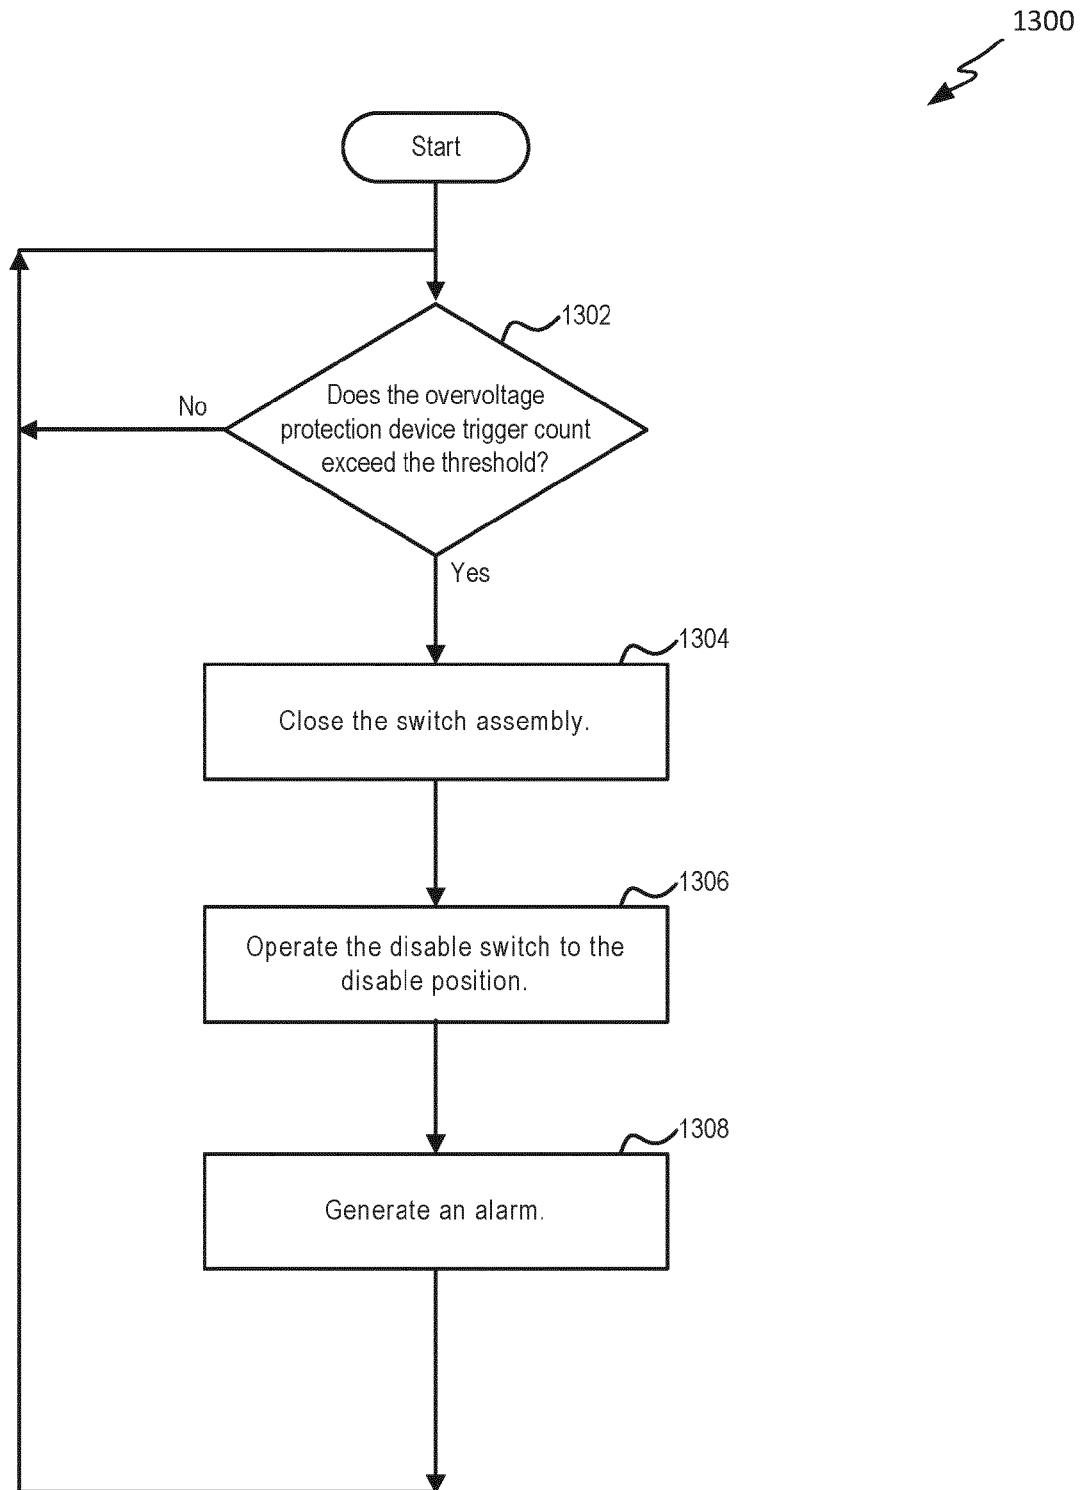 1300
Start
1302
Does the overvoltage
protection device trigger count
exceed the threshold?
No
Yes
1304
Close the switch assembly.
1306
Operate the disable switch to the
disable position.
1308
Generate an alarm.